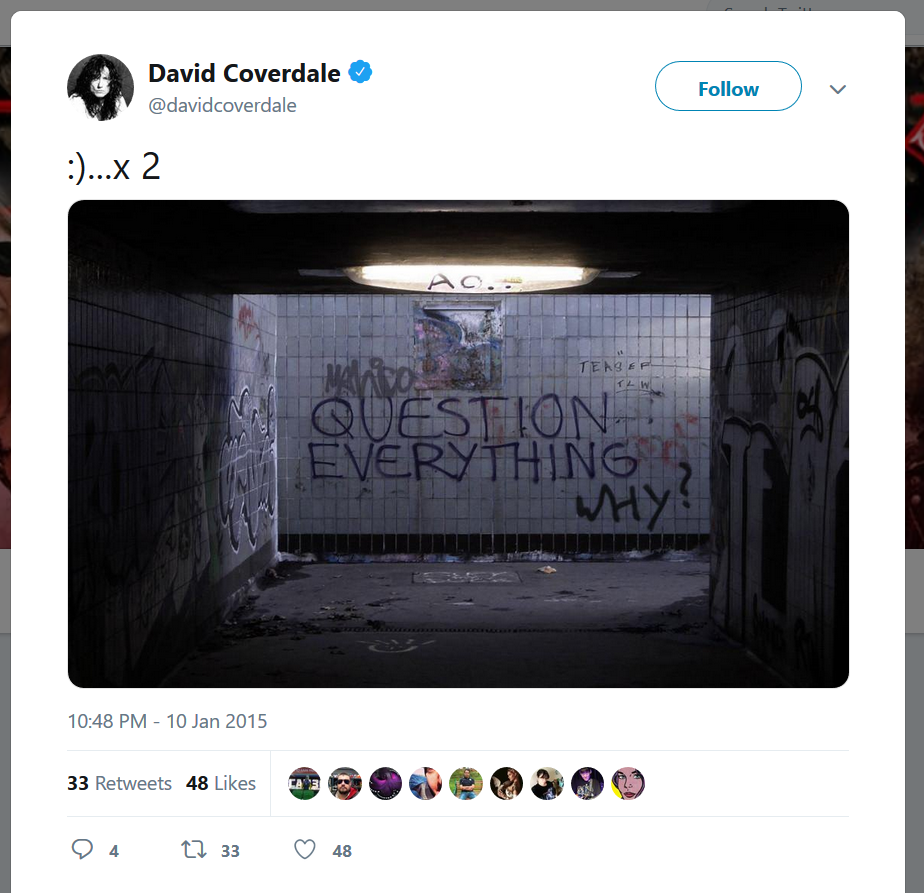 David Coverdale
@davidcoverdale
Follow
:)...x 2
AO..
QUESTION
EVERYTHING
WHY?
10:48 PM - 10 Jan 2015
33 Retweets 48 Likes
4 33 48